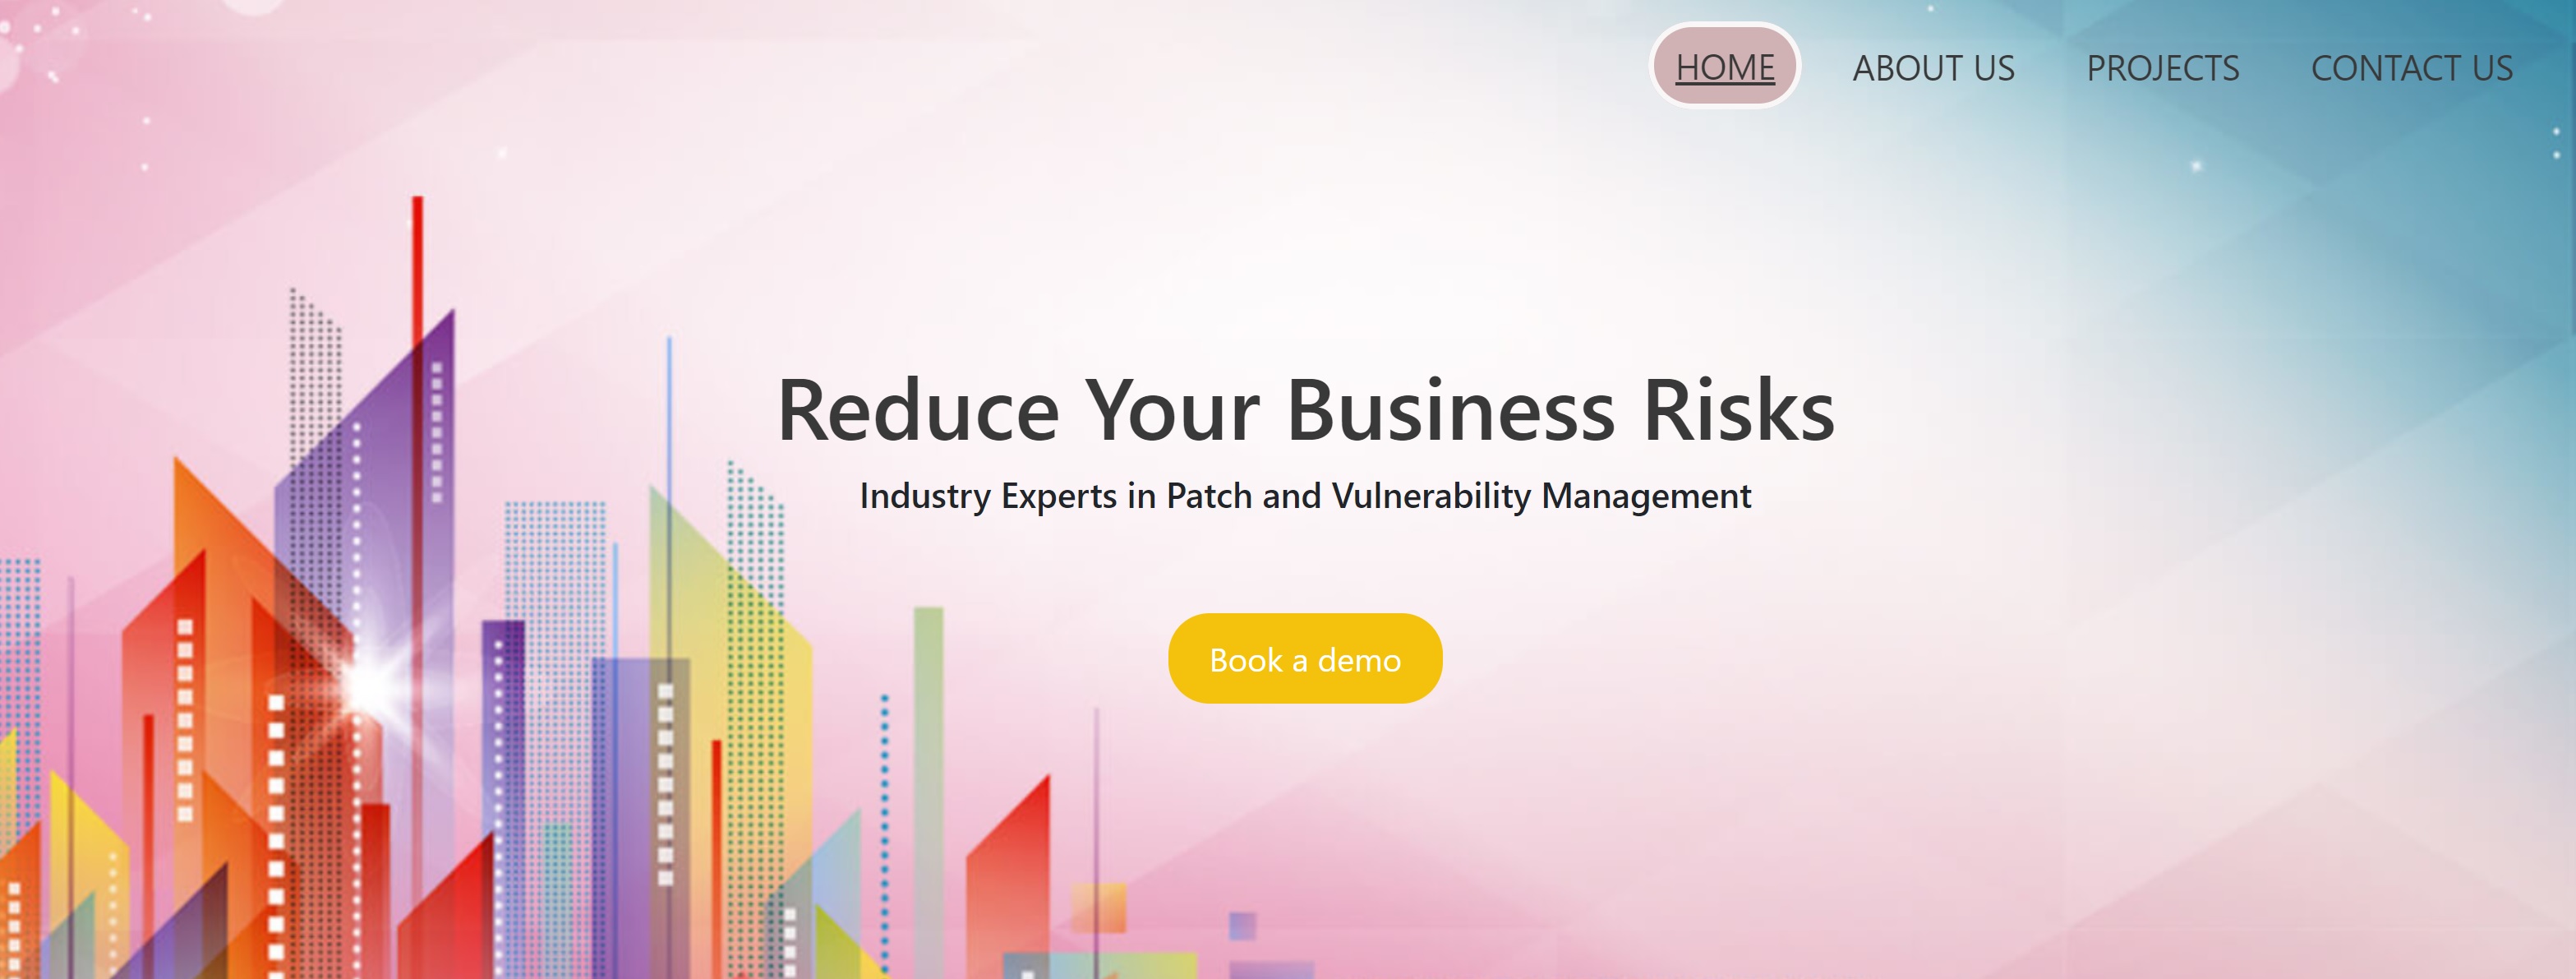 HOME ABOUT US PROJECTS CONTACT US
Reduce Your Business Risks
Industry Experts in Patch and Vulnerability Management
Book a demo